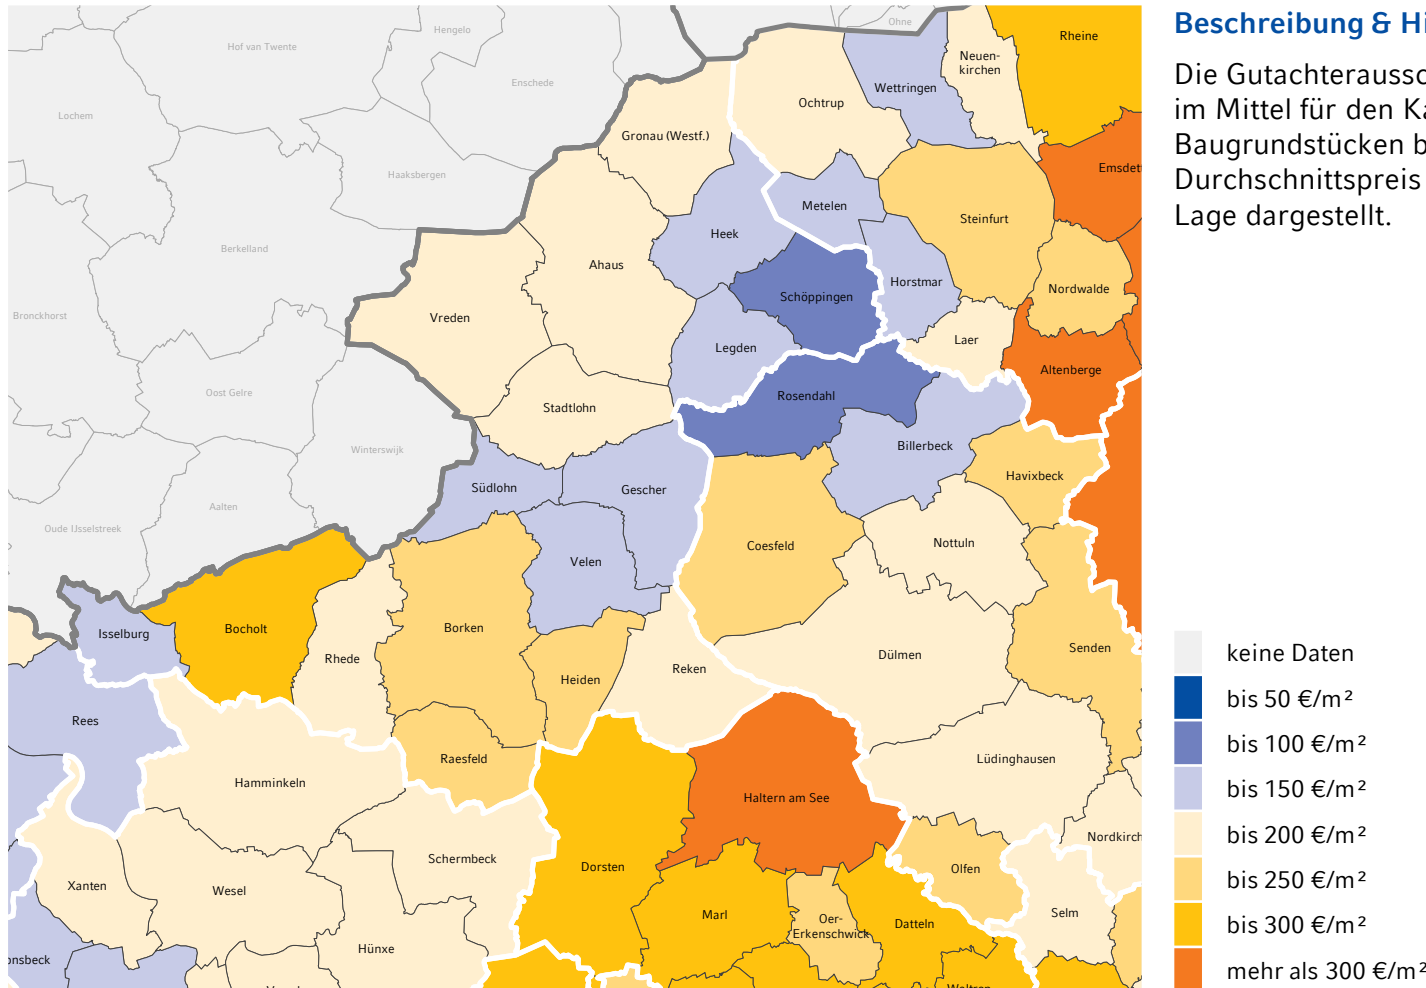 Beschreibung & Hi
Die Gutachteraussc
im Mittel für den Ka
Baugrundstücken b
Durchschnittspreis
Lage dargestellt.
Ohne
Hengelo
Hof van Twente
Rheine
Neuen-
kirchen
Enschede
Wettringen
Ochtrup
Lochem
Gronau (Westf.)
Emsdett
Haaksbergen
Metelen
Steinfurt
Heek
Berkelland
Ahaus
Horstmar
Nordwalde
Schöppingen
Bronckhorst
Vreden
Laer
Legden
Altenberge
Oost Gelre
Rosendahl
Stadtlohn
Billerbeck
Winterswijk
Havixbeck
Südlohn
Gescher
Aalten
Oude IJsselstreek
Nottuln
Coesfeld
Velen
Isselburg
Bocholt
Borken
Senden
Dülmen
Rhede
Reken
Heiden
Rees
Raesfeld
Lüdinghausen
Hamminkeln
Haltern am See
Nordkirch
Schermbeck
Dorsten
Olfen
Xanten
Wesel
Selm
Marl
Oer-
Erkenschwick
Datteln
Hünxe
onsbeck
keine Daten
bis 50 €/m²
bis 100 €/m²
bis 150 €/m²
bis 200 €/m²
bis 250 €/m²
bis 300 €/m²
mehr als 300 €/m²